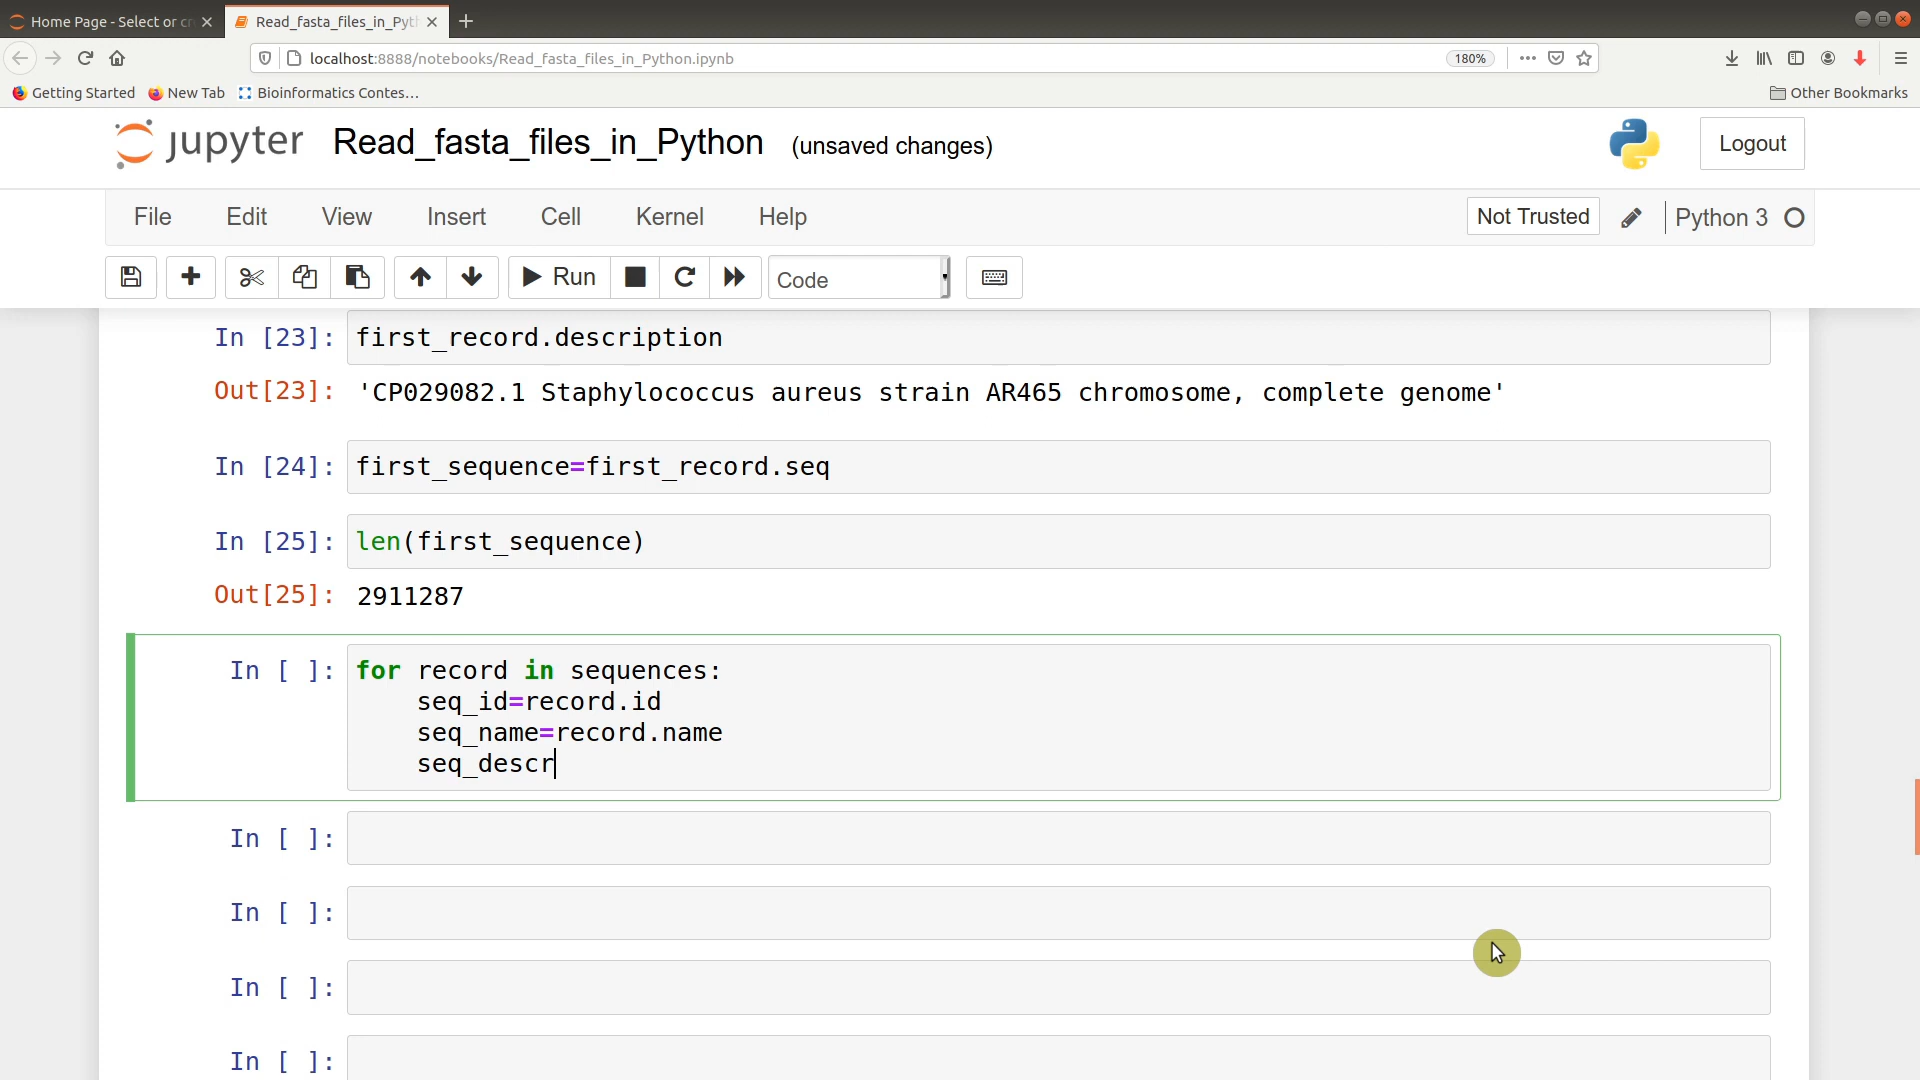 Home Page - Select or cr
Read_fasta_files_in_Pyt
localhost:8888/notebooks/Read_fasta_files_in_Python.ipynb
180%
Getting Started
New Tab
Bioinformatics Contes...
Other Bookmarks
jupyter
Read_fasta_files_in_Python
(unsaved changes)
Logout
File
Edit
View
Insert
Cell
Kernel
Help
Not Trusted
Python 3
Run
Code
In [23]: first_record.description
Out[23]: 'CP029082.1 Staphylococcus aureus strain AR465 chromosome, complete genome'
In [24]: first_sequence=first_record.seq
In [25]: len(first_sequence)
Out[25]: 2911287
In [ ]: for record in sequences:
seq_id=record.id
seq_name=record.name
seq_descr
In [ ]:
In [ ]:
In [ ]:
In [ ]: